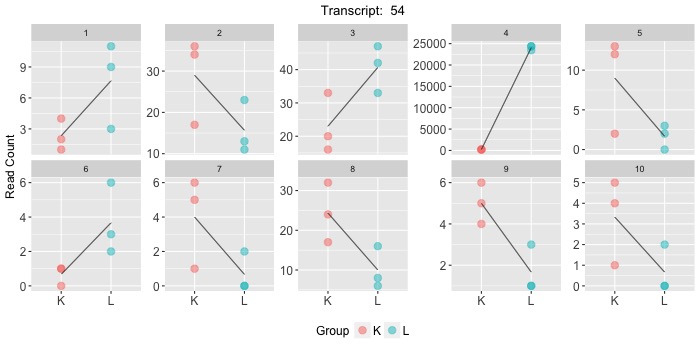 Transcript: 54
1 2 3 4 5
9 30 40 25000 10
6 20 30 20000 5
3 10 20 15000 0
10000
5000
0
Read Count
6 7 8 9 10
6 6 30 6 5
4 4 20 4 4
2 2 10 2 3
0 0 2
1
0
K L K L K L K L K L
Group K L